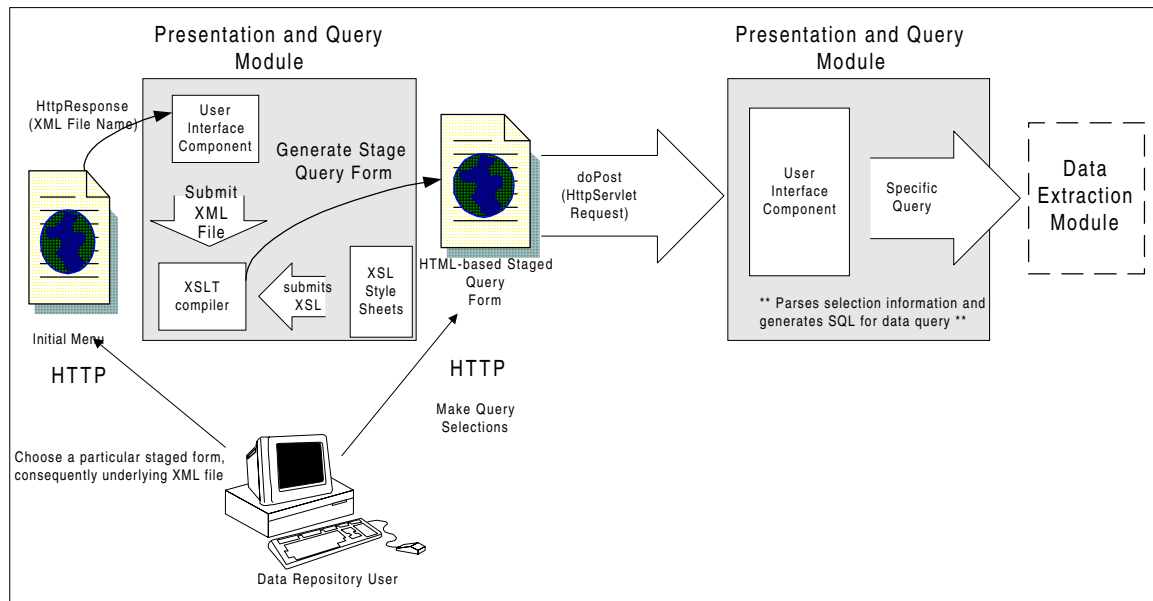 Presentation and Query
Module
HttpResponse
(XML File Name)
User
Interface
Component
Submit
XML
File
Generate Stage
Query Form
XSLT
compiler
submits
XSL
XSL
Style
Sheets
Initial Menu
HTTP
Choose a particular staged form,
consequently underlying XML file
Data Repository User
HTML-based Staged
Query
Form
HTTP
Make Query
Selections
doPost
(HttpServlet
Request)
Presentation and Query
Module
User
Interface
Component
Specific
Query
** Parses selection information and
generates SQL for data query **
Data
Extraction
Module